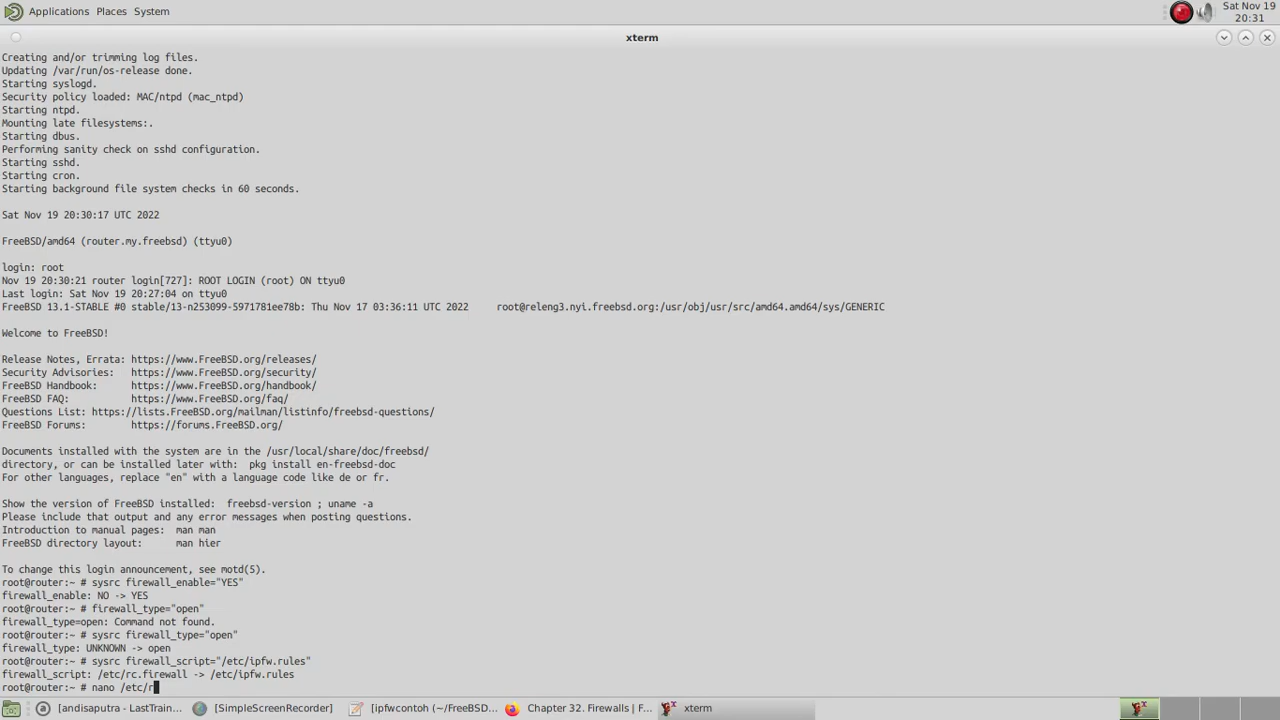 Applications Places System
Sat Nov 19
20:31
xterm
Creating and/or trimming log files.
Updating /var/run/os-release done.
Starting syslogd.
Security policy loaded: MAC/ntpd (mac_ntpd)
Starting ntpd.
Mounting late filesystems:.
Starting dbus.
Performing sanity check on sshd configuration.
Starting sshd.
Starting cron.
Starting background file system checks in 60 seconds.
Sat Nov 19 20:30:17 UTC 2022
FreeBSD/amd64 (router.my.freebsd) (ttyu0)
login: root
Nov 19 20:30:21 router login[727]: ROOT LOGIN (root) ON ttyu0
Last login: Sat Nov 19 20:27:04 on ttyu0
FreeBSD 13.1-STABLE #0 stable/13-n253099-5971781ee78b: Thu Nov 17 03:36:11 UTC 2022     root@releng3.nyi.freebsd.org:/usr/obj/usr/src/amd64.amd64/sys/GENERIC
Welcome to FreeBSD!
Release Notes, Errata: https://www.FreeBSD.org/releases/
Security Advisories:   https://www.FreeBSD.org/security/
FreeBSD Handbook:      https://www.FreeBSD.org/handbook/
FreeBSD FAQ:           https://www.FreeBSD.org/faq/
Questions List: https://lists.FreeBSD.org/mailman/listinfo/freebsd-questions/
FreeBSD Forums:        https://forums.FreeBSD.org/
Documents installed with the system are in the /usr/local/share/doc/freebsd/
directory, or can be installed later with:  pkg install en-freebsd-doc
For other languages, replace "en" with a language code like de or fr.
Show the version of FreeBSD installed:  freebsd-version ; uname -a
Please include that output and any error messages when posting questions.
Introduction to manual pages:  man man
FreeBSD directory layout:      man hier
To change this login announcement, see motd(5).
root@router:~ # sysrc firewall_enable="YES"
firewall_enable: NO -> YES
root@router:~ # firewall_type="open"
firewall_type=open: Command not found.
root@router:~ # sysrc firewall_type="open"
firewall_type: UNKNOWN -> open
root@router:~ # sysrc firewall_script="/etc/ipfw.rules"
firewall_script: /etc/rc.firewall -> /etc/ipfw.rules
root@router:~ # nano /etc/r
[andisaputra - LastTrain... [SimpleScreenRecorder] [ipfwcontoh (~/FreeBSD... Chapter 32. Firewalls | F... xterm